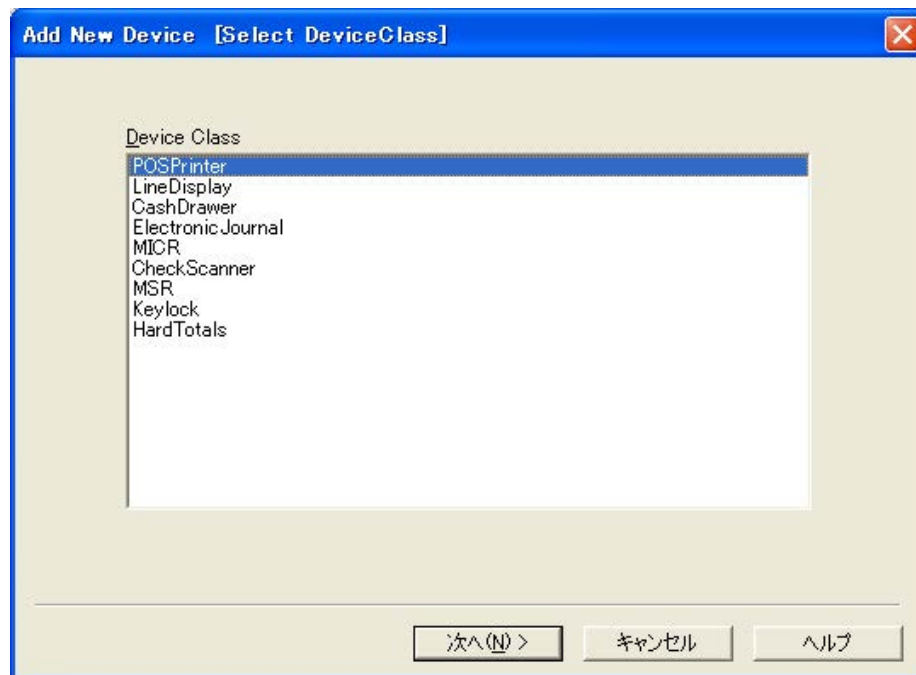 Add New Device [Select DeviceClass]
Device Class
POSPrinter
LineDisplay
CashDrawer
ElectronicJournal
MICR
CheckScanner
MSR
Keylock
HardTotals
次へ(N) >
キャンセル
ヘルプ